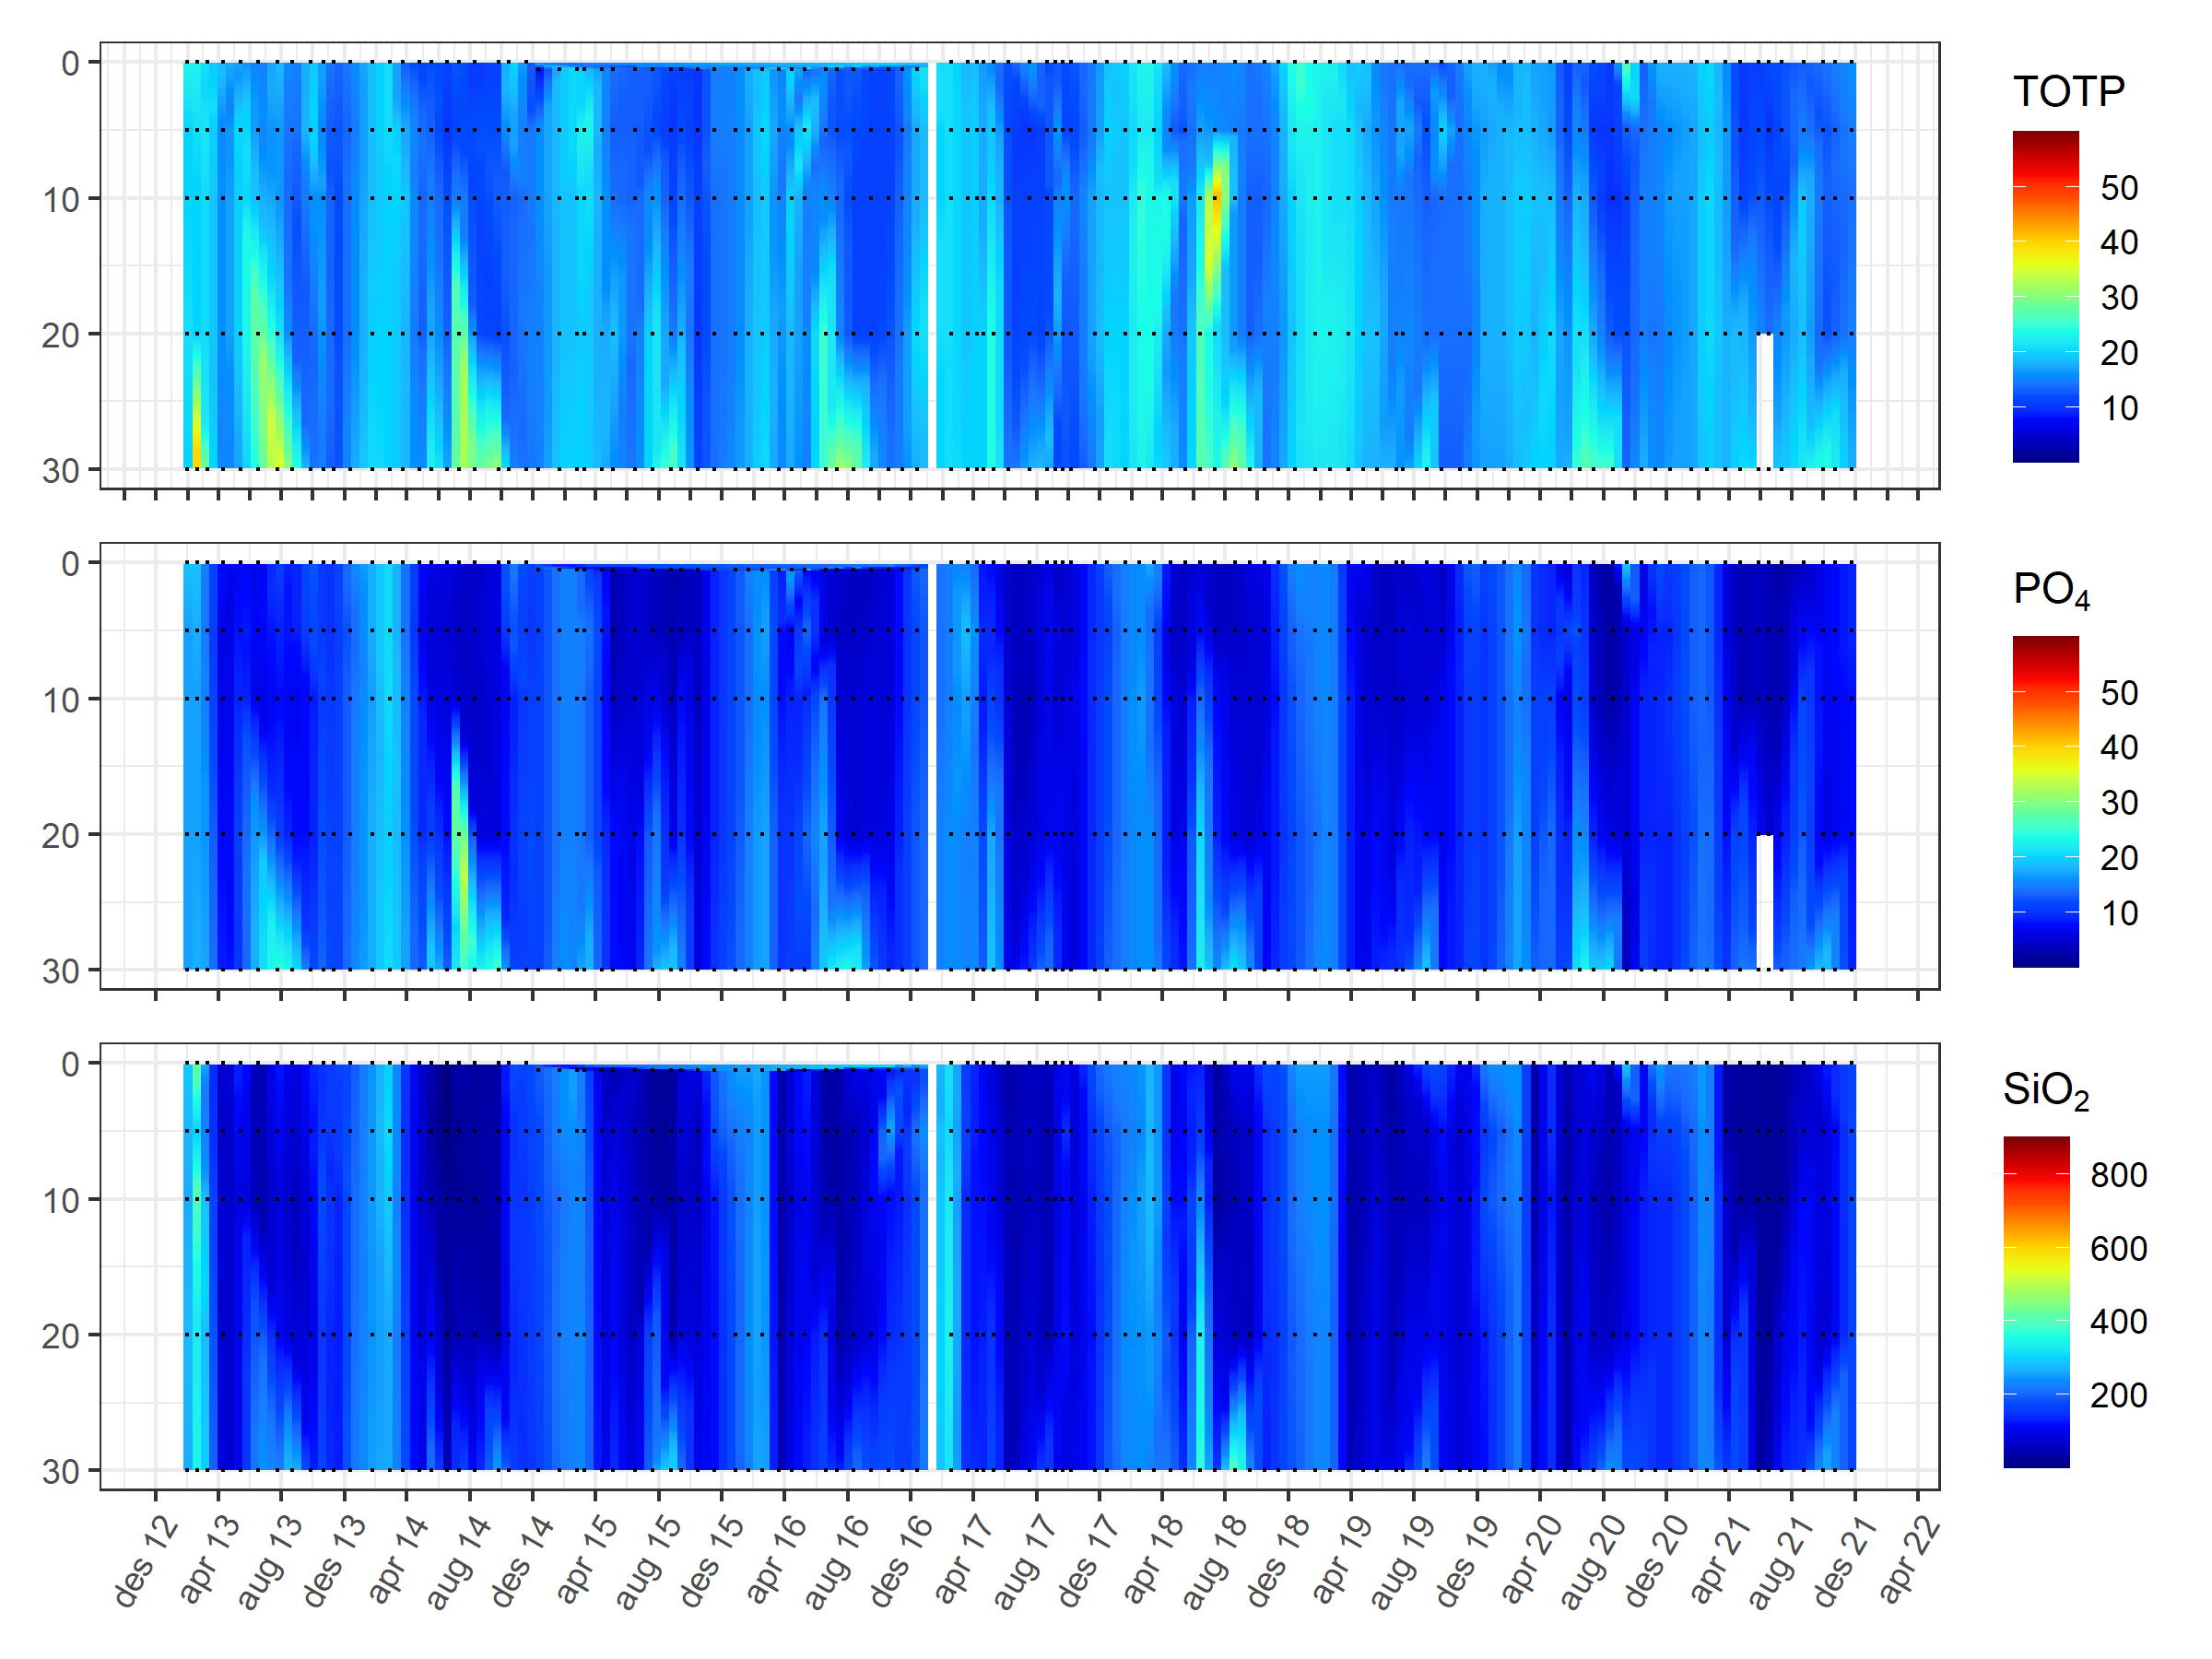 TOTP
0
10
20
30
50
40
30
20
10
PO4
0
10
20
30
50
40
30
20
10
SiO2
0
10
20
30
800
600
400
200
des 12
apr 13
aug 13
des 13
apr 14
aug 14
des 14
apr 15
aug 15
des 15
apr 16
aug 16
des 16
apr 17
aug 17
des 17
apr 18
aug 18
des 18
apr 19
aug 19
des 19
apr 20
aug 20
des 20
apr 21
aug 21
des 21
apr 22